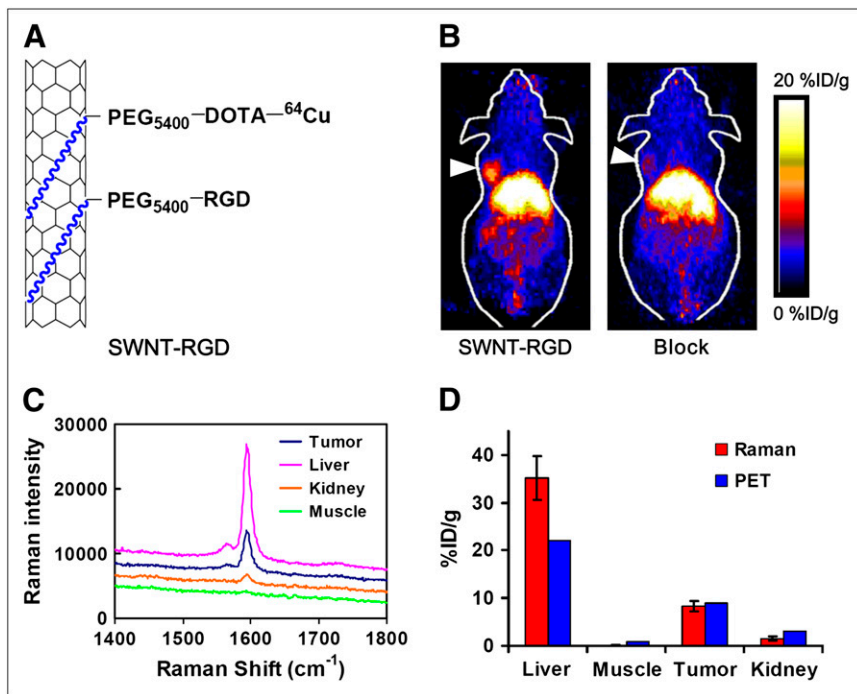 A
PEG5400–DOTA–64Cu
PEG5400–RGD
SWNT-RGD
B
20 %ID/g
0 %ID/g
SWNT-RGD
Block
C
Raman intensity
30000
20000
10000
0
Tumor
Liver
Kidney
Muscle
1400
1500
1600
1700
1800
Raman Shift (cm-1)
D
%ID/g
40
30
20
10
0
Raman
PET
Liver
Muscle
Tumor
Kidney